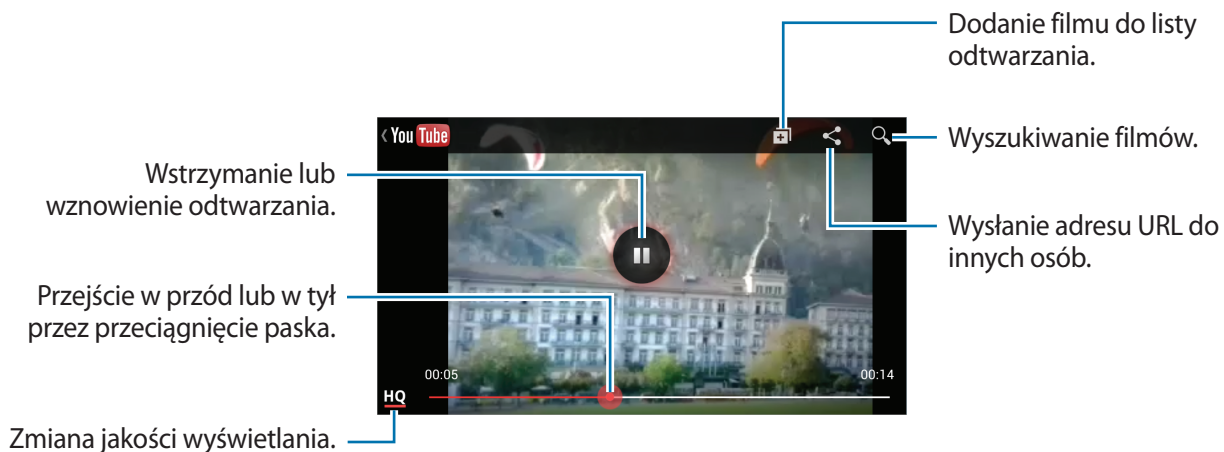 Dodanie filmu do listy
odtwarzania.
You Tube
Wyszukiwanie filmów.
Wstrzymanie lub
wznowienie odtwarzania.
Wysłanie adresu URL do
innych osób.
Przejście w przód lub w tył
przez przeciągnięcie paska.
00:05
00:14
HQ
Zmiana jakości wyświetlania.